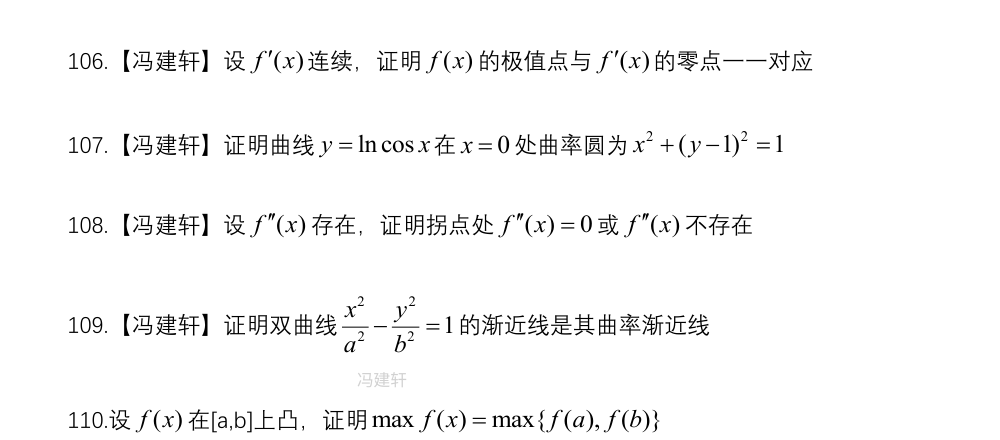 106.【冯建轩】设 f′(x)连续，证明 f(x) 的极值点与 f′(x) 的零点一一对应
107.【冯建轩】证明曲线 y = ln cos x 在 x = 0 处曲率圆为 x² + (y − 1)² = 1
108.【冯建轩】设 f″(x) 存在，证明拐点处 f″(x) = 0 或 f″(x) 不存在
109.【冯建轩】证明双曲线 x²/a² − y²/b² = 1 的渐近线是其曲率渐近线
冯建轩
110.设 f(x) 在[a,b]上凸，证明 max f(x) = max{f(a), f(b)}